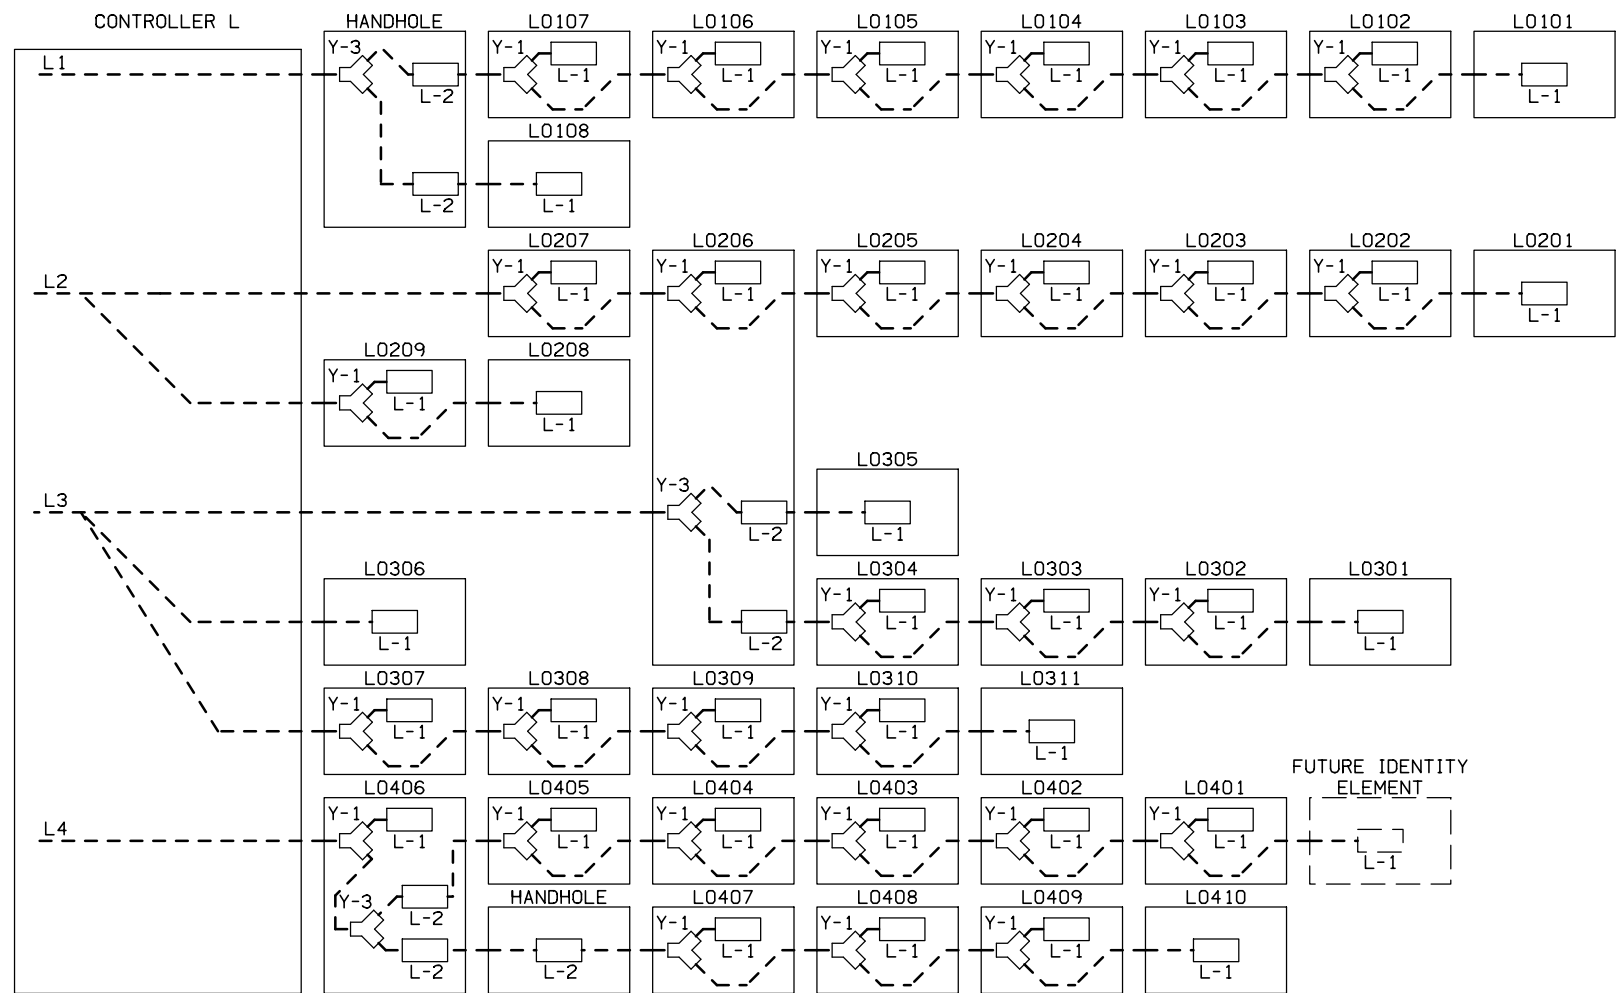 CONTROLLER L
HANDHOLE
L0107
L0106
L0105
L0104
L0103
L0102
L0101
L1
Y-3
L-2
Y-1
L-1
Y-1
L-1
Y-1
L-1
Y-1
L-1
Y-1
L-1
Y-1
L-1
L-1
L0108
L-2
L-1
L0207
L0206
L0205
L0204
L0203
L0202
L0201
L2
Y-1
L-1
Y-1
L-1
Y-1
L-1
Y-1
L-1
Y-1
L-1
Y-1
L-1
L-1
L0209
L0208
Y-1
L-1
L-1
L0305
L3
Y-3
L-2
L-1
L0306
L0304
L0303
L0302
L0301
L-1
L-2
Y-1
L-1
Y-1
L-1
Y-1
L-1
L-1
L0307
L0308
L0309
L0310
L0311
Y-1
L-1
Y-1
L-1
Y-1
L-1
Y-1
L-1
L-1
FUTURE IDENTITY
ELEMENT
L0406
L0405
L0404
L0403
L0402
L0401
L4
Y-1
L-1
Y-1
L-1
Y-1
L-1
Y-1
L-1
Y-1
L-1
Y-1
L-1
L-1
Y-3
L-2
HANDHOLE
L0407
L0408
L0409
L0410
L-2
L-2
Y-1
L-1
Y-1
L-1
Y-1
L-1
L-1